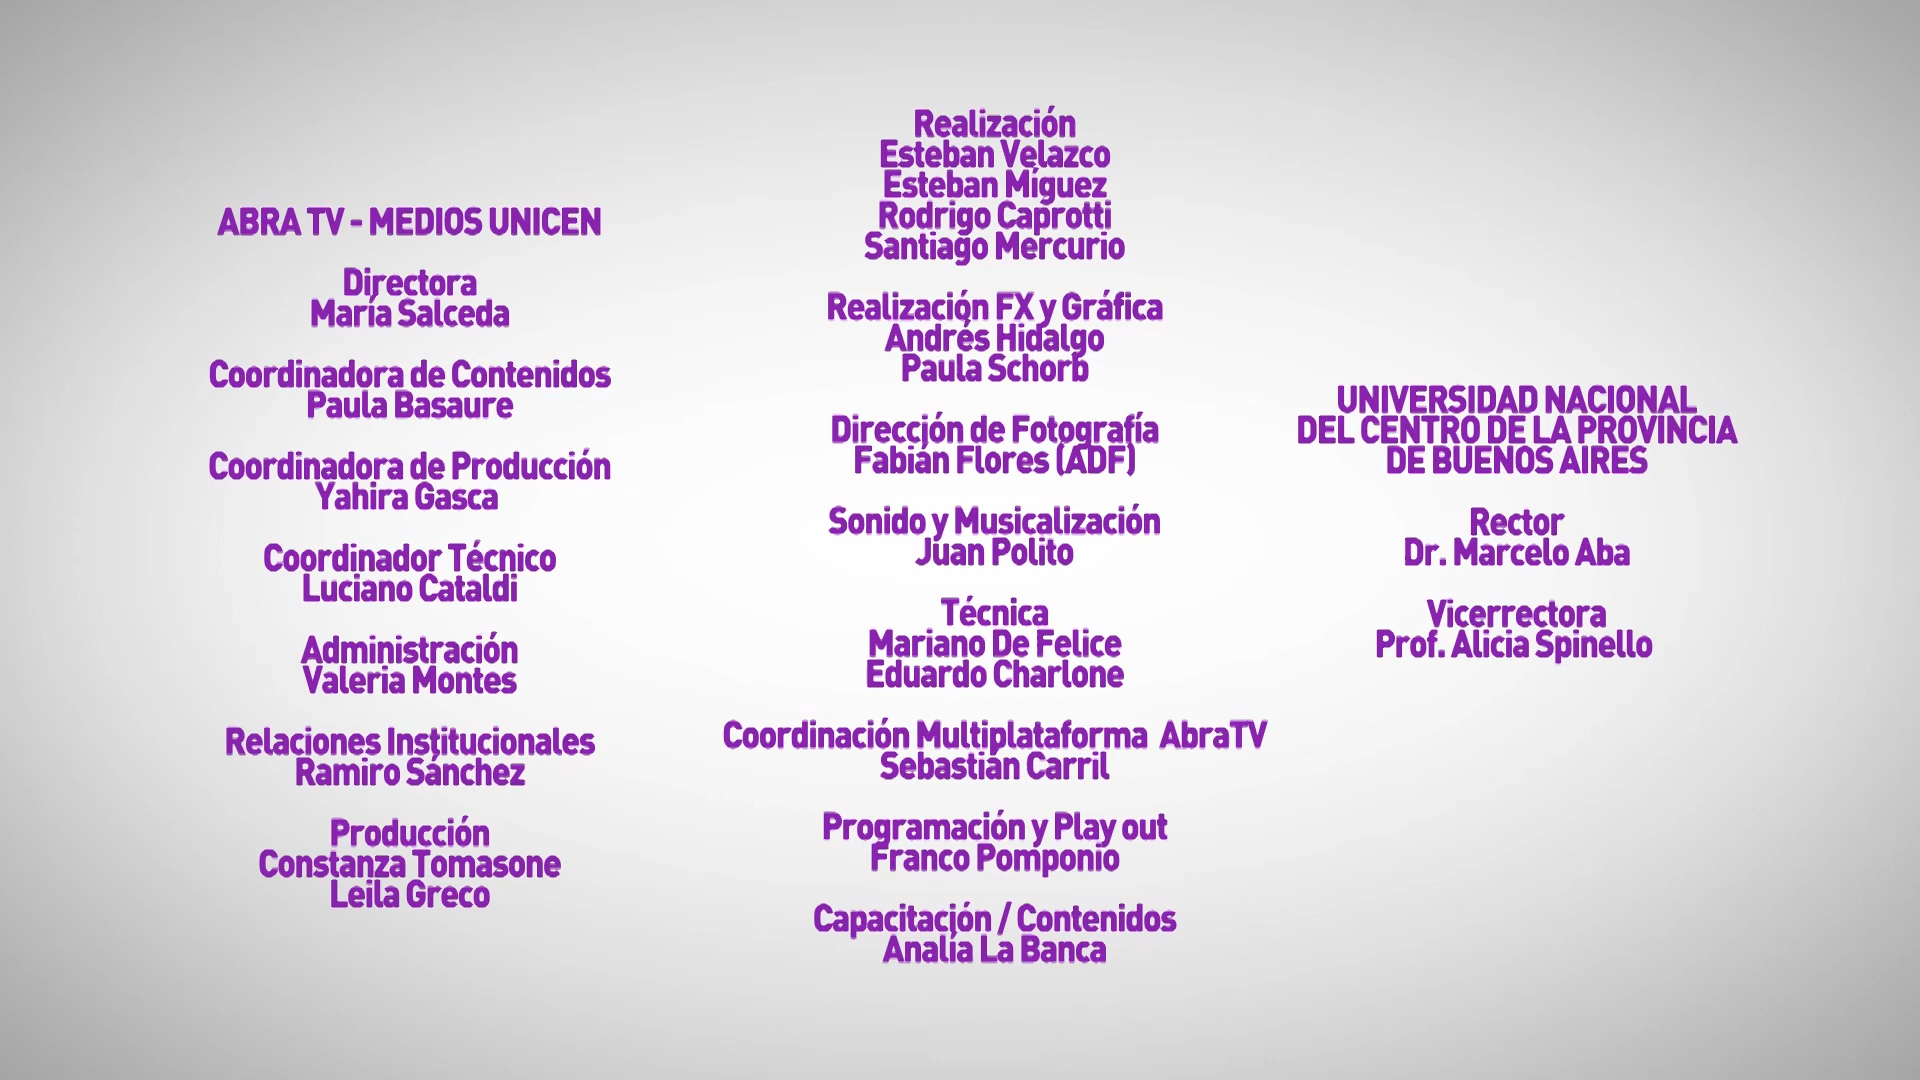 ABRA TV - MEDIOS UNICEN
Directora
María Salceda
Coordinadora de Contenidos
Paula Basaure
Coordinadora de Producción
Yahira Gasca
Coordinador Técnico
Luciano Cataldi
Administración
Valeria Montes
Relaciones Institucionales
Ramiro Sánchez
Producción
Constanza Tomasone
Leila Greco
Realización
Esteban Velazco
Esteban Míguez
Rodrigo Caprotti
Santiago Mercurio
Realización FX y Gráfica
Andrés Hidalgo
Paula Schorb
Dirección de Fotografía
Fabián Flores (ADF)
Sonido y Musicalización
Juan Polito
Técnica
Mariano De Felice
Eduardo Charlone
Coordinación Multiplataforma AbraTV
Sebastián Carril
Programación y Play out
Franco Pomponio
Capacitación / Contenidos
Analía La Banca
UNIVERSIDAD NACIONAL
DEL CENTRO DE LA PROVINCIA
DE BUENOS AIRES
Rector
Dr. Marcelo Aba
Vicerrectora
Prof. Alicia Spinello